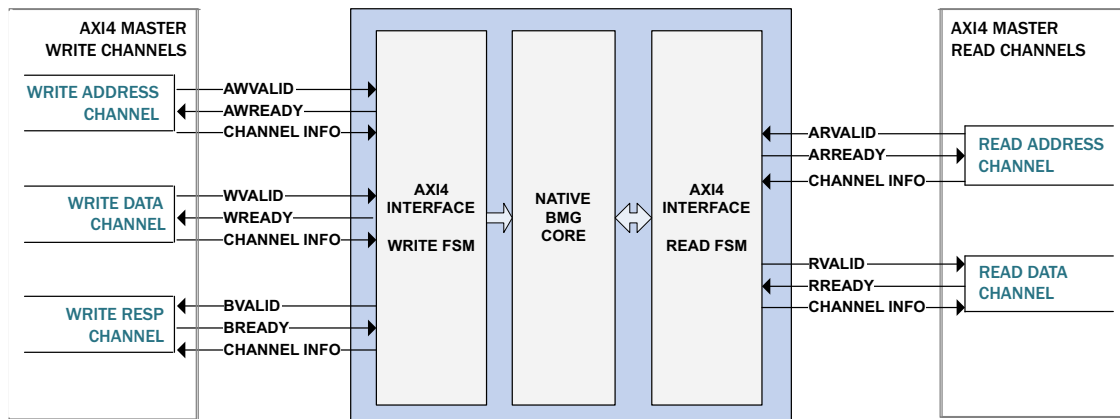 AXI4 MASTER
WRITE CHANNELS
WRITE ADDRESS
CHANNEL
AWVALID
AWREADY
CHANNEL INFO
WRITE DATA
CHANNEL
WVALID
WREADY
CHANNEL INFO
WRITE RESP
CHANNEL
BVALID
BREADY
CHANNEL INFO
AXI4
INTERFACE
WRITE FSM
NATIVE
BMG
CORE
AXI4
INTERFACE
READ FSM
AXI4 MASTER
READ CHANNELS
ARVALID
ARREADY
CHANNEL INFO
READ ADDRESS
CHANNEL
RVALID
RREADY
CHANNEL INFO
READ DATA
CHANNEL